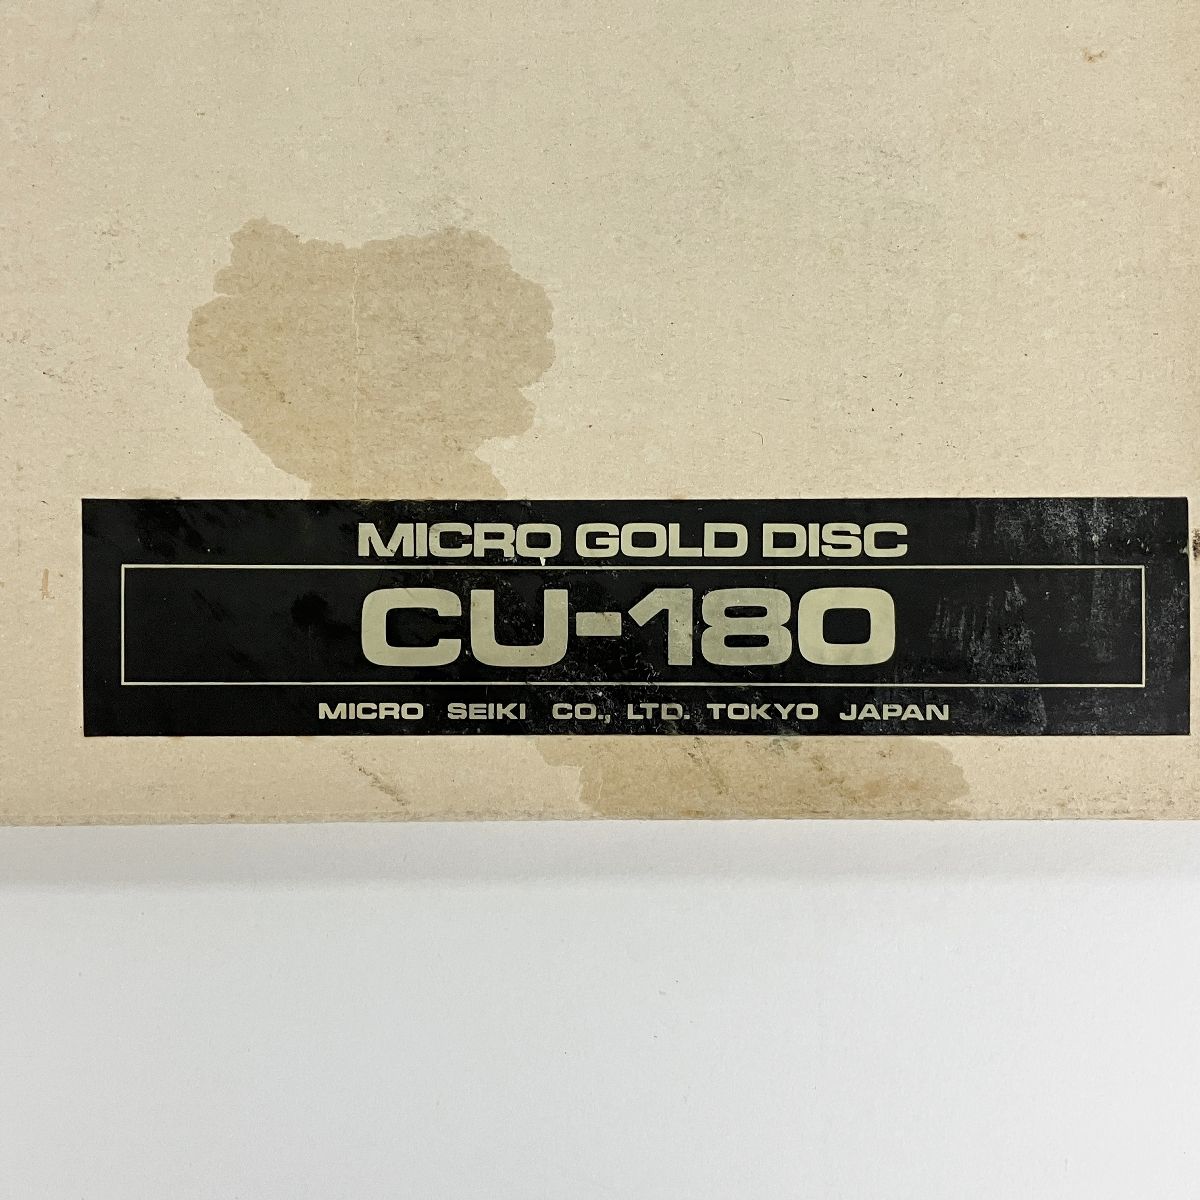 MICRO GOLD DISC
CU-180
MICRO SEIKI CO., LTD. TOKYO JAPAN